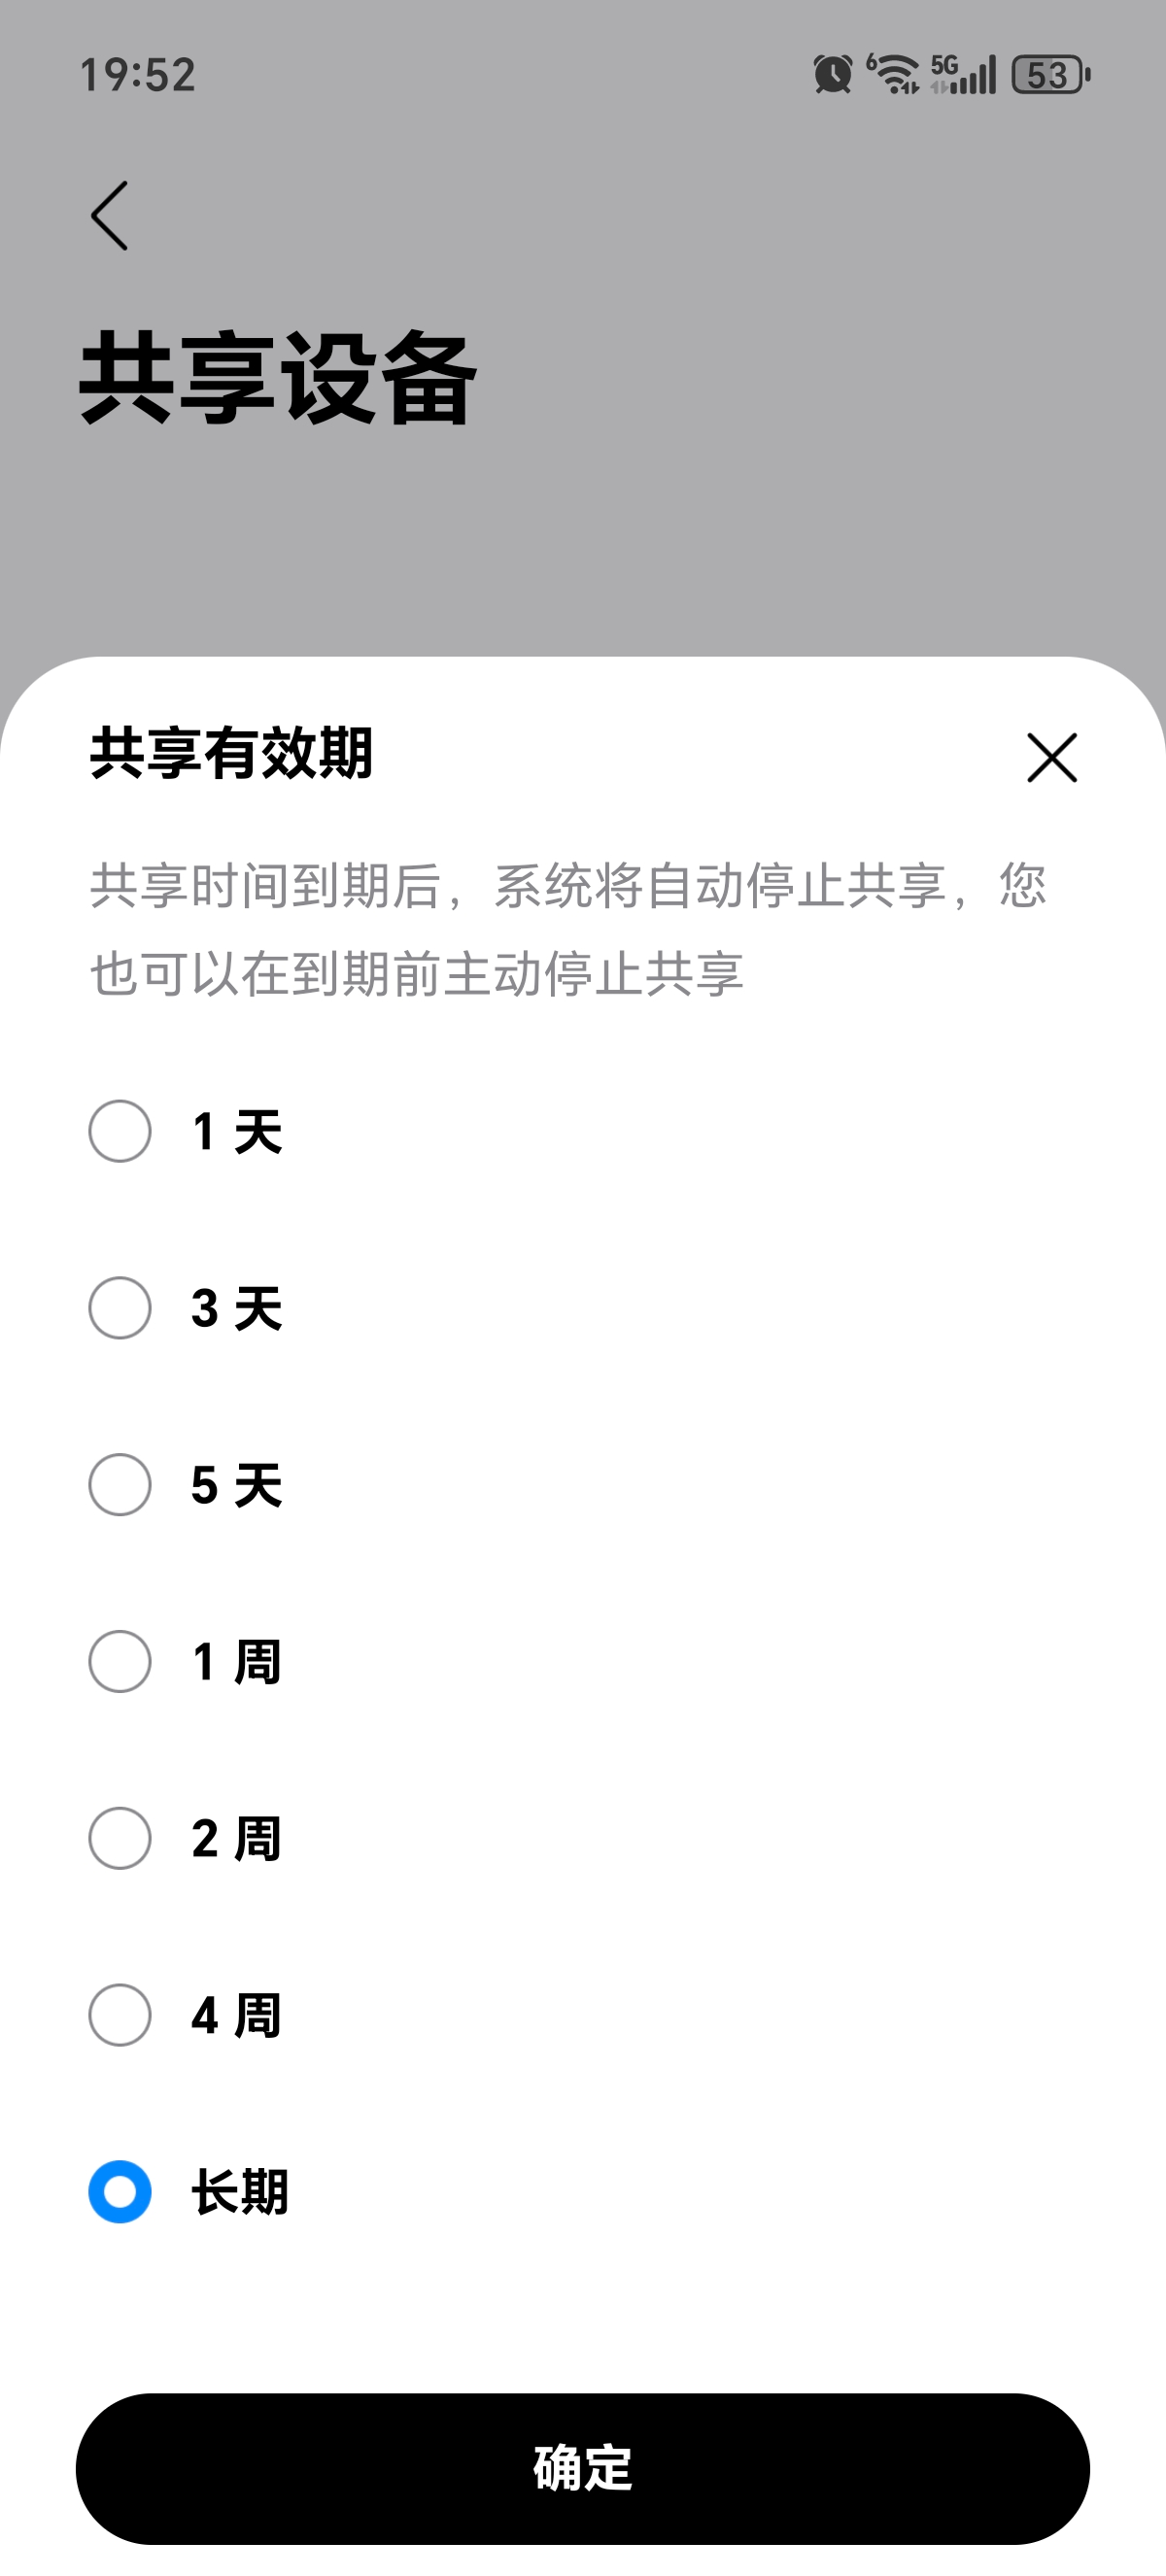 19:52
6 5G 53
共享设备
共享有效期
共享时间到期后，系统将自动停止共享，您
也可以在到期前主动停止共享
1 天
3 天
5 天
1 周
2 周
4 周
长期
确定